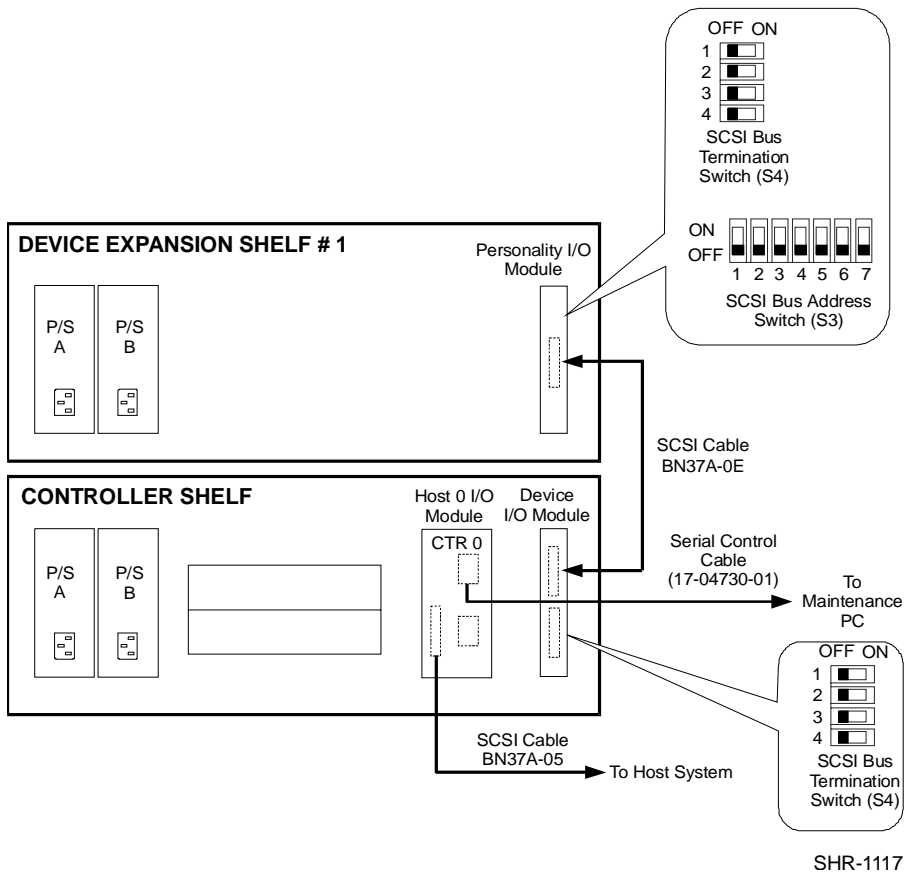 OFF ON
1
2
3
4
SCSI Bus
Termination
Switch (S4)
ON
OFF
1 2 3 4 5 6 7
SCSI Bus Address
Switch (S3)
DEVICE EXPANSION SHELF # 1
Personality I/O
Module
P/S
A
P/S
B
SCSI Cable
BN37A-0E
CONTROLLER SHELF
Host 0 I/O
Module
Device
I/O Module
CTR 0
P/S
A
P/S
B
Serial Control
Cable
(17-04730-01)
To
Maintenance
PC
OFF ON
1
2
3
4
SCSI Bus
Termination
Switch (S4)
SCSI Cable
BN37A-05
To Host System
SHR-1117